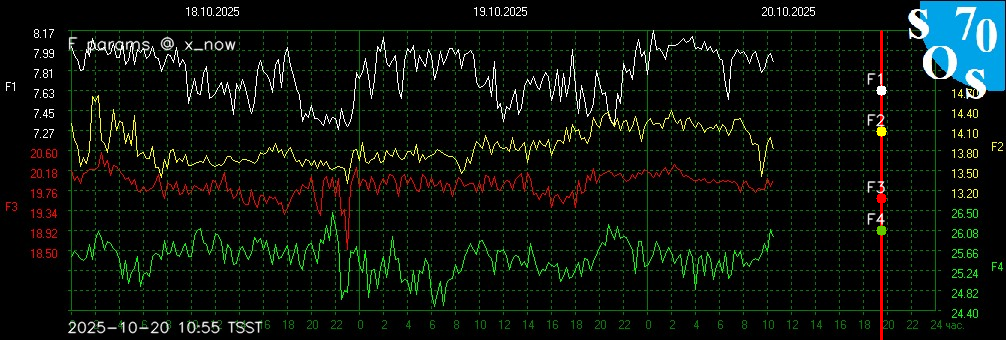 18.10.2025 19.10.2025 20.10.2025
F params @ x_now
SOS 70
8.17
7.99
7.81
F1
7.63
7.45
7.27
20.60
20.18
19.76
F3
19.34
18.92
18.50
F1
F2
F3
F4
14.40
14.10
F2
13.80
13.50
13.20
26.50
26.08
25.66
F4
25.24
24.82
24.40
2025-10-20 10:55 TSST
14 16 18 20 22 0 2 4 6 8 10 12 14 16 18 20 22 0 2 4 6 8 10 12 14 16 18 20 22 24 час.